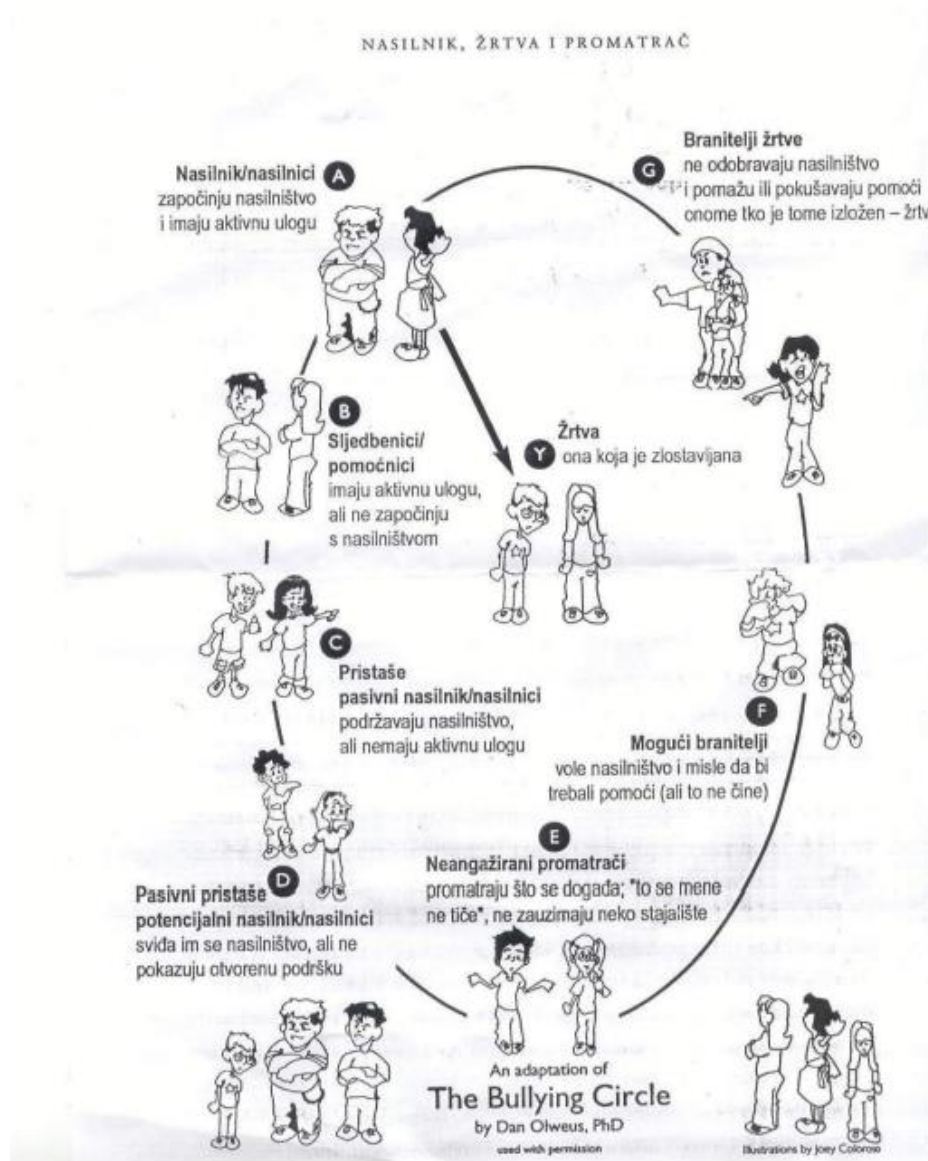 NASILNIK, ŽRTVA I PROMATRAČ
A
Nasilnik/nasilnici
započinju nasilništvo
i imaju aktivnu ulogu
G
Branitelji žrtve
ne odobravaju nasilništvo
i pomažu ili pokušavaju pomoći
onome tko je tome izložen – žrtv
B
Sljedbenici/
pomoćnici
imaju aktivnu ulogu,
ali ne započinju
s nasilništvom
Y
Žrtva
ona koja je zlostavljana
C
Pristaše
pasivni nasilnik/nasilnici
podržavaju nasilništvo,
ali nemaju aktivnu ulogu
F
Mogući branitelji
vole nasilništvo i misle da bi
trebali pomoći (ali to ne čine)
D
Pasivni pristaše
potencijalni nasilnik/nasilnici
sviđa im se nasilništvo, ali ne
pokazuju otvorenu podršku
E
Neangažirani promatrači
promatraju što se događa; "to se mene
ne tiče", ne zauzimaju neko stajalište
An adaptation of
The Bullying Circle
by Dan Olweus, PhD
used with permission
Illustrations by Joey Coloroso